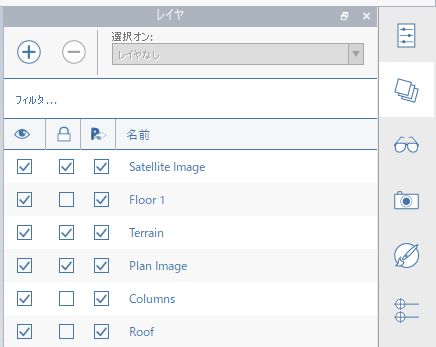 レイヤ
選択オン:
レイヤなし
フィルタ...
名前
Satellite Image
Floor 1
Terrain
Plan Image
Columns
Roof